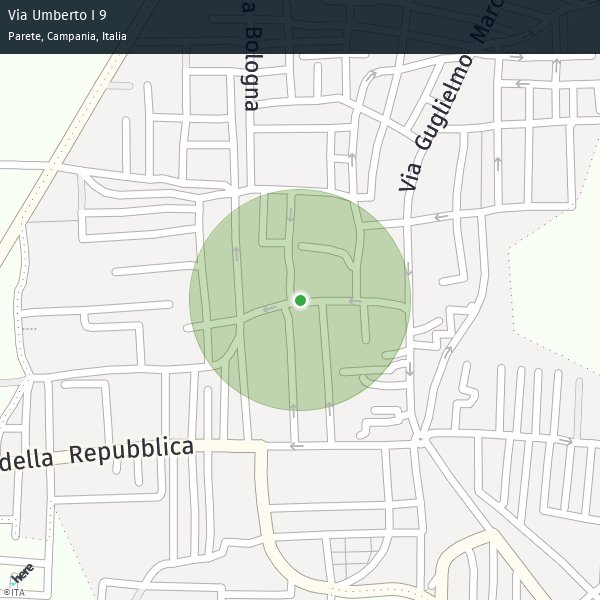 Via Umberto I 9
Parete, Campania, Italia
a Bologna
Via Guglielmo Marc
della Repubblica
here
©ITA